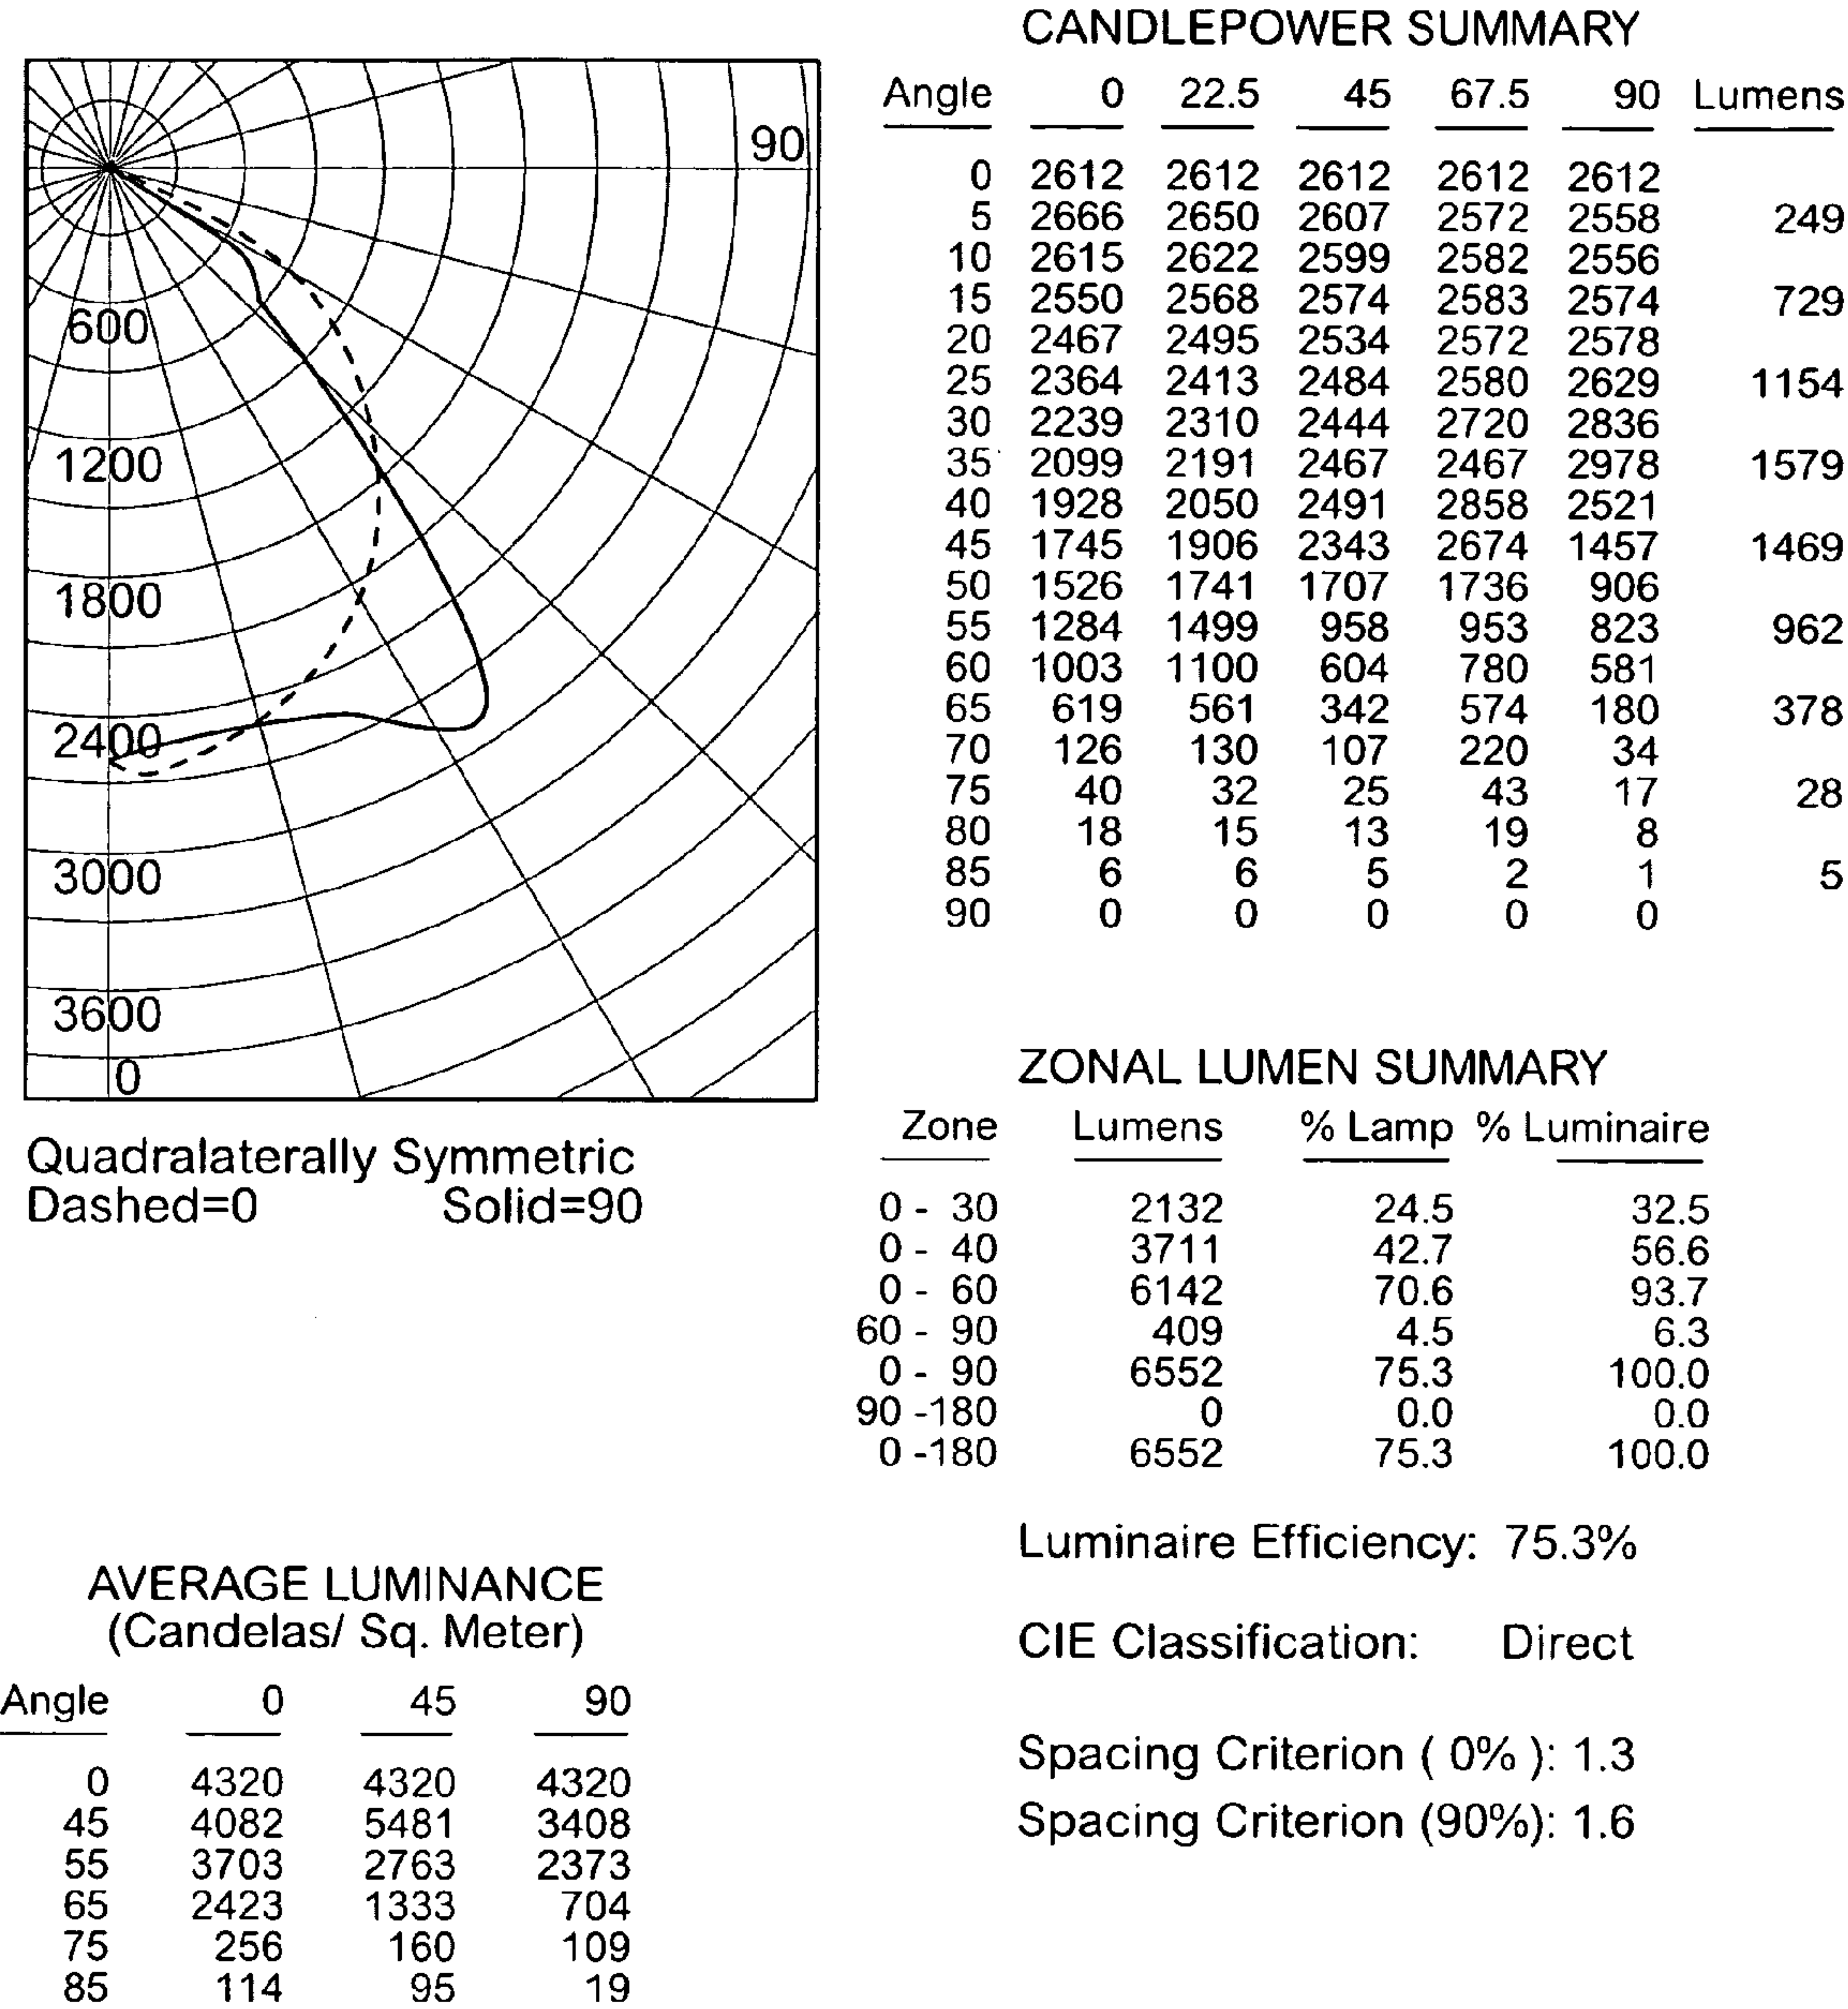 90
600
1200
1800
2400
3000
3600
0
Quadralaterally Symmetric
Dashed=0 Solid=90
CANDLEPOWER SUMMARY
Angle 0 22.5 45 67.5 90 Lumens
0 2612 2612 2612 2612 2612
5 2666 2650 2607 2572 2558 249
10 2615 2622 2599 2582 2556
15 2550 2568 2574 2583 2574 729
20 2467 2495 2534 2572 2578
25 2364 2413 2484 2580 2629 1154
30 2239 2310 2444 2720 2836
35 2099 2191 2467 2467 2978 1579
40 1928 2050 2491 2858 2521
45 1745 1906 2343 2674 1457 1469
50 1526 1741 1707 1736 906
55 1284 1499 958 953 823 962
60 1003 1100 604 780 581
65 619 561 342 574 180 378
70 126 130 107 220 34
75 40 32 25 43 17 28
80 18 15 13 19 8
85 6 6 5 2 1 5
90 0 0 0 0 0
ZONAL LUMEN SUMMARY
Zone Lumens % Lamp % Luminaire
0 - 30 2132 24.5 32.5
0 - 40 3711 42.7 56.6
0 - 60 6142 70.6 93.7
60 - 90 409 4.5 6.3
0 - 90 6552 75.3 100.0
90 -180 0 0.0 0.0
0 -180 6552 75.3 100.0
Luminaire Efficiency: 75.3%
CIE Classification: Direct
Spacing Criterion ( 0% ): 1.3
Spacing Criterion (90%): 1.6
AVERAGE LUMINANCE
(Candelas/ Sq. Meter)
Angle 0 45 90
0 4320 4320 4320
45 4082 5481 3408
55 3703 2763 2373
65 2423 1333 704
75 256 160 109
85 114 95 19